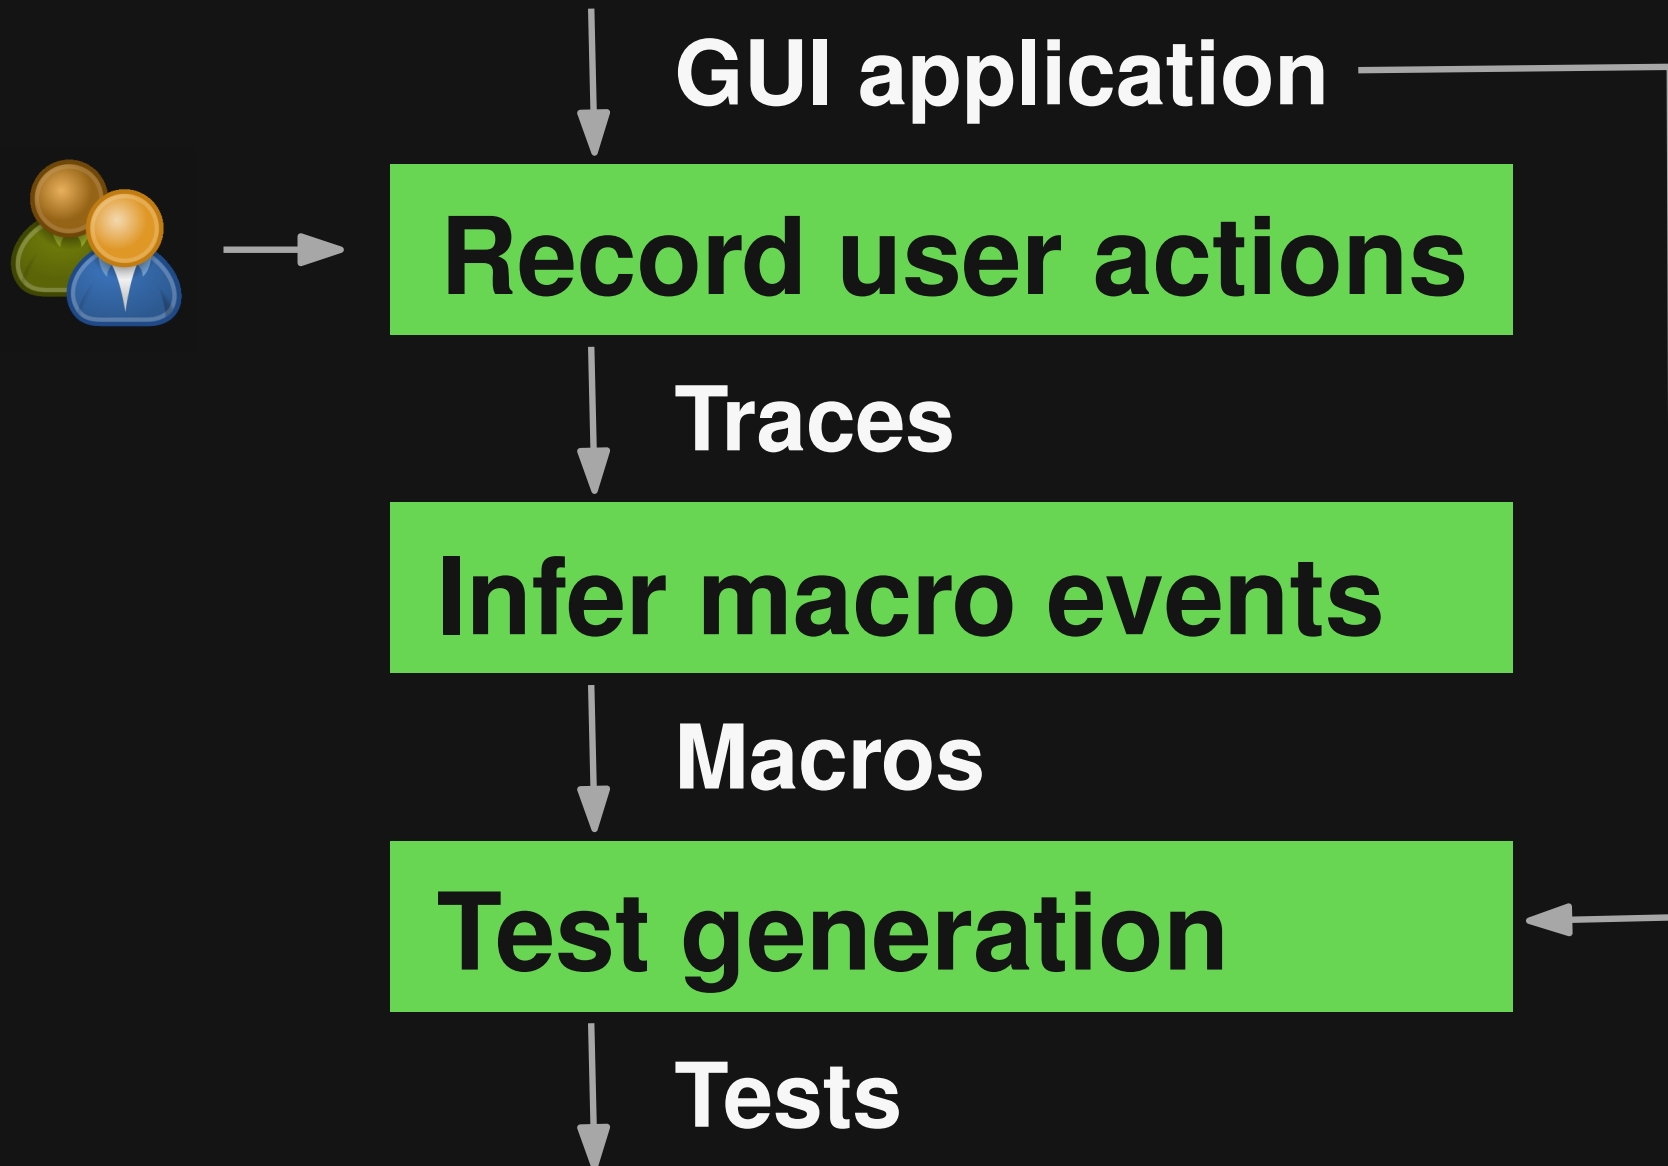 GUI application
Record user actions
Traces
Infer macro events
Macros
Test generation
Tests